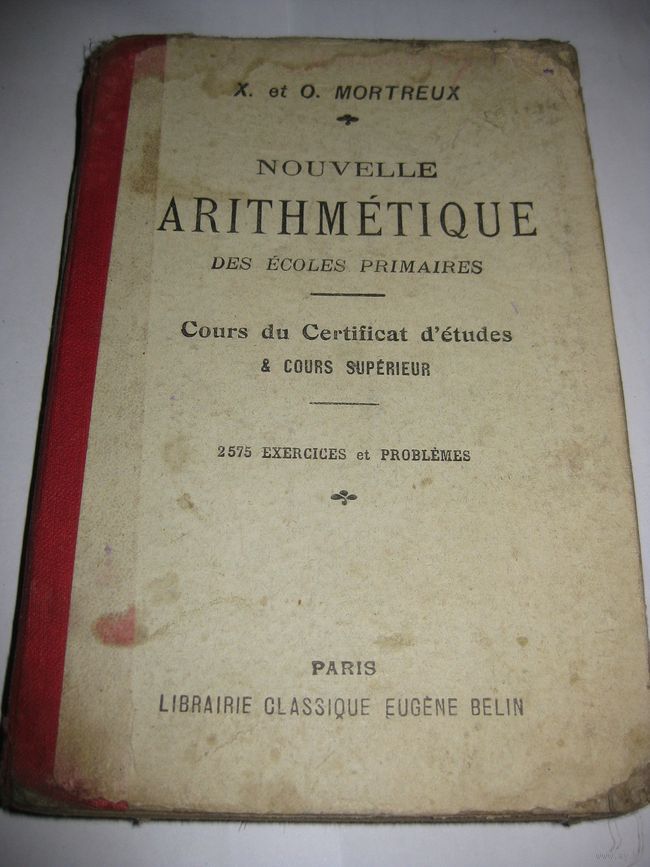 X. et O. MORTREUX
NOUVELLE
ARITHMÉTIQUE
DES ÉCOLES PRIMAIRES
Cours du Certificat d'études
& COURS SUPÉRIEUR
2575 EXERCICES et PROBLÈMES
PARIS
LIBRAIRIE CLASSIQUE EUGÈNE BELIN